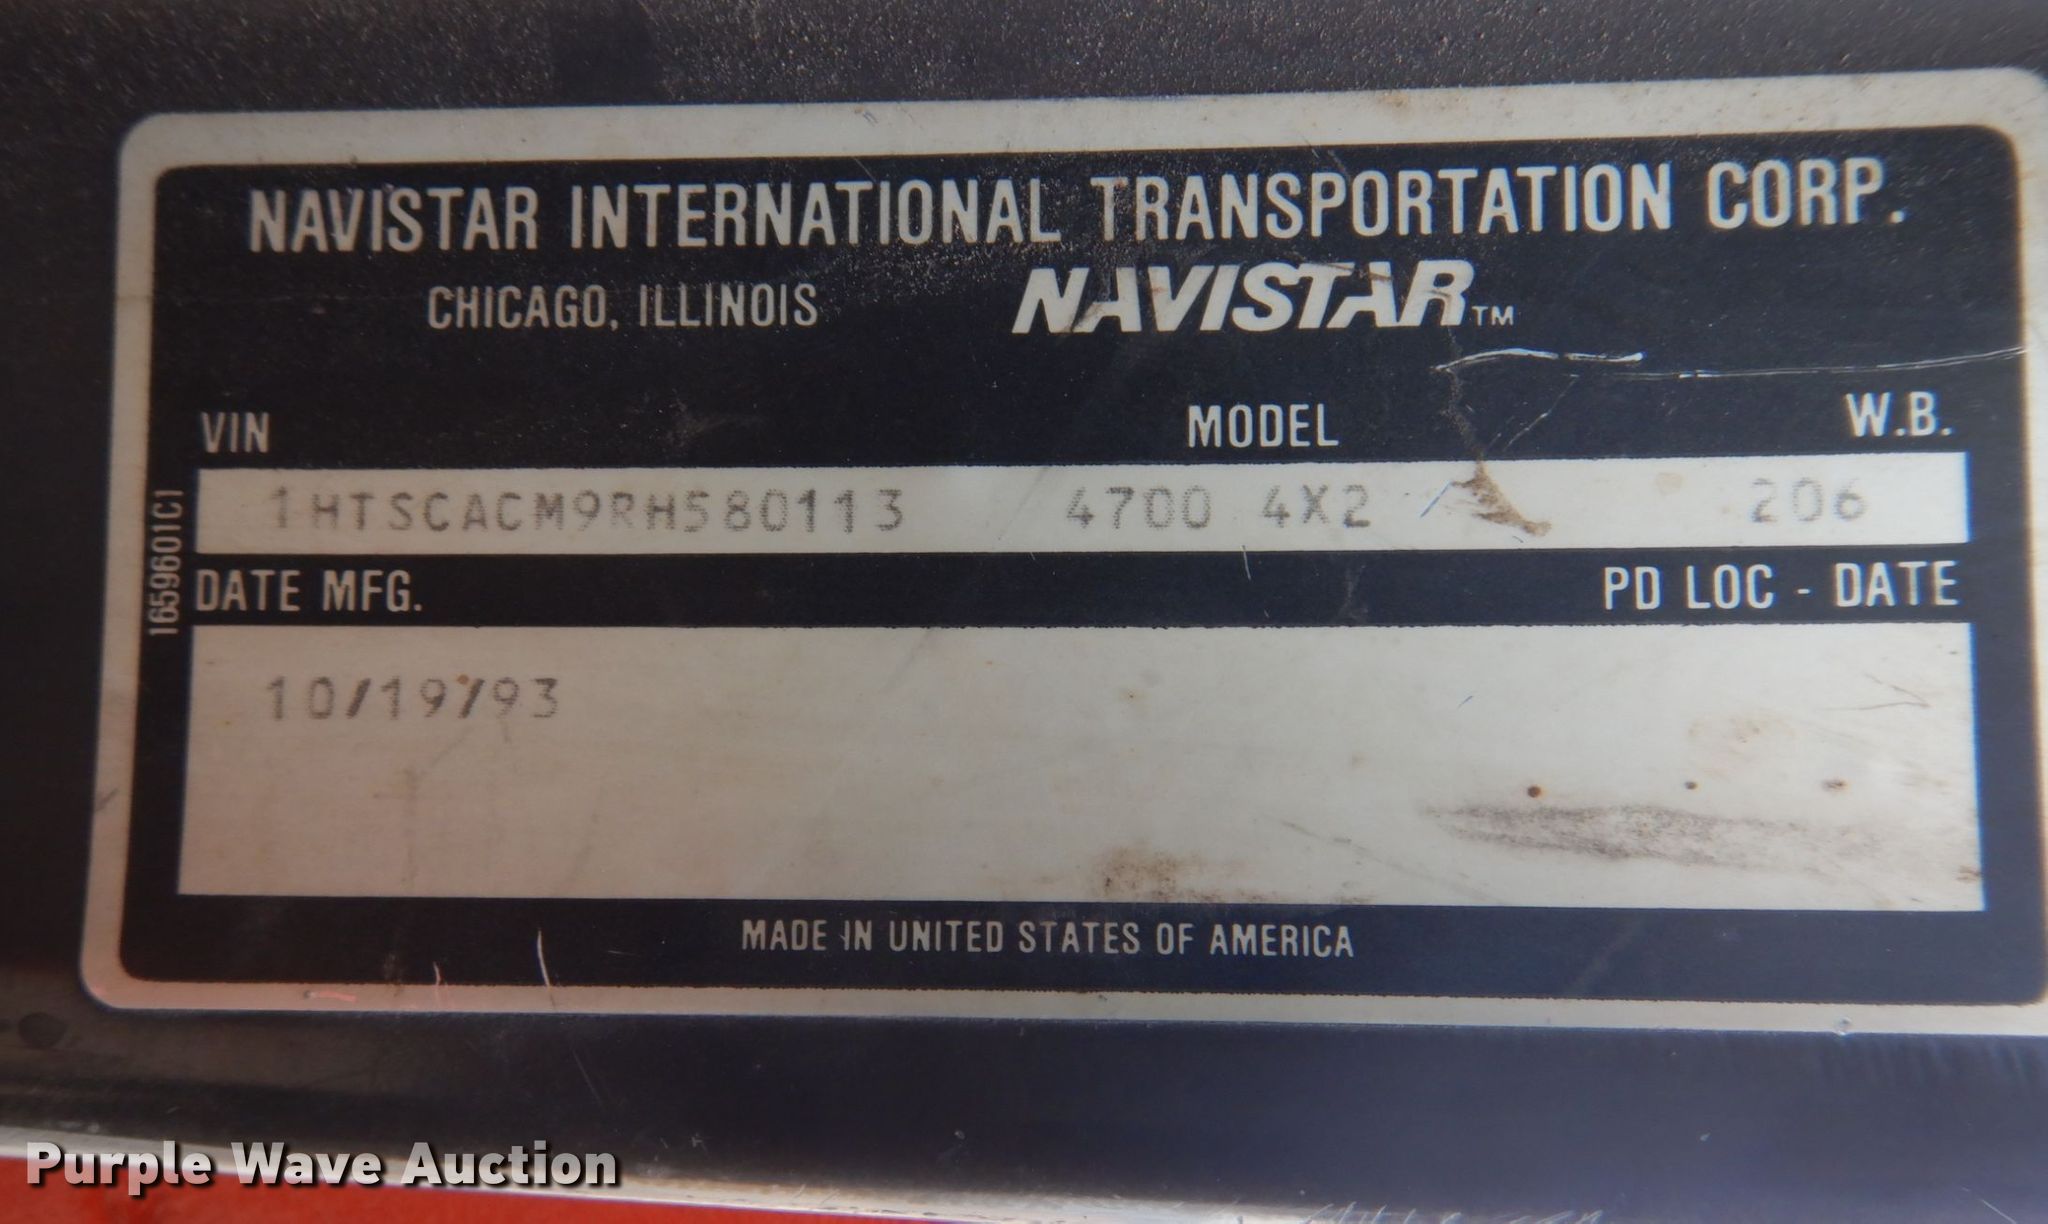 NAVISTAR INTERNATIONAL TRANSPORTATION CORP.
CHICAGO, ILLINOIS NAVISTAR™
VIN MODEL W.B.
1HTSCACM9RH580113 4700 4X2 206
1659601C1
DATE MFG. PD LOC - DATE
10/19/93
MADE IN UNITED STATES OF AMERICA
Purple Wave Auction